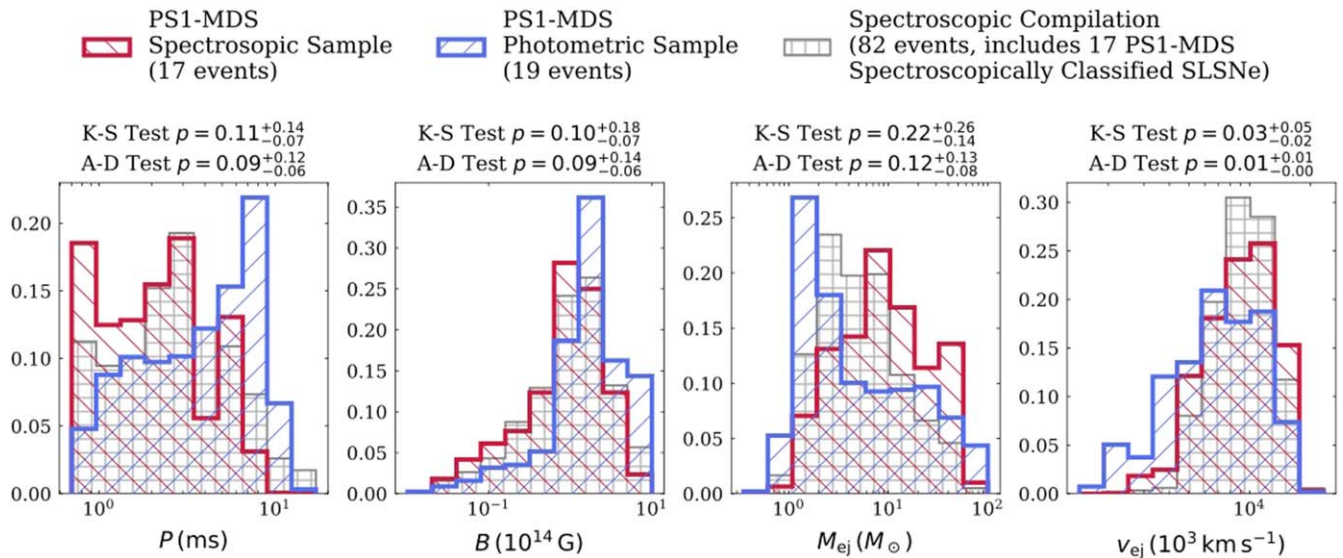 PS1-MDS
Spectrosopic Sample
(17 events)
PS1-MDS
Photometric Sample
(19 events)
Spectroscopic Compilation
(82 events, includes 17 PS1-MDS
Spectroscopically Classified SLSNe)
K-S Test p = 0.11^{+0.14}_{-0.07}
A-D Test p = 0.09^{+0.12}_{-0.06}
K-S Test p = 0.10^{+0.18}_{-0.07}
A-D Test p = 0.09^{+0.14}_{-0.06}
K-S Test p = 0.22^{+0.26}_{-0.14}
A-D Test p = 0.12^{+0.13}_{-0.08}
K-S Test p = 0.03^{+0.05}_{-0.02}
A-D Test p = 0.01^{+0.01}_{-0.00}
0.20
0.15
0.10
0.05
0.00
10^0
10^1
P (ms)
0.35
0.30
0.25
0.20
0.15
0.10
0.05
0.00
10^{-1}
10^1
B (10^{14} G)
0.25
0.20
0.15
0.10
0.05
0.00
10^0
10^1
10^2
M_{ej} (M_⊙)
0.30
0.25
0.20
0.15
0.10
0.05
0.00
10^4
v_{ej} (10^3 km s^{-1})